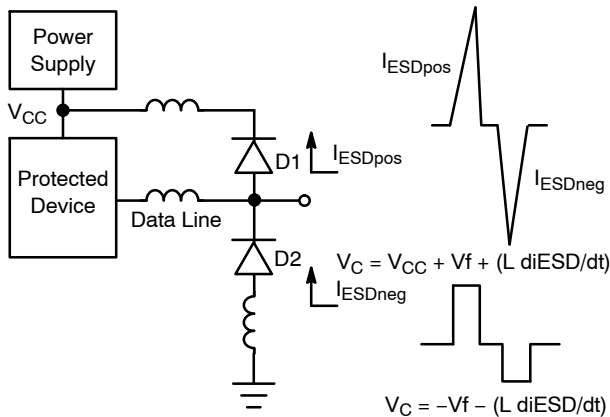 Power
Supply
V_CC
Protected
Device
Data Line
D1
I_ESDpos
D2
I_ESDneg
I_ESDpos
I_ESDneg
V_C = V_CC + Vf + (L diESD/dt)
V_C = −Vf − (L diESD/dt)